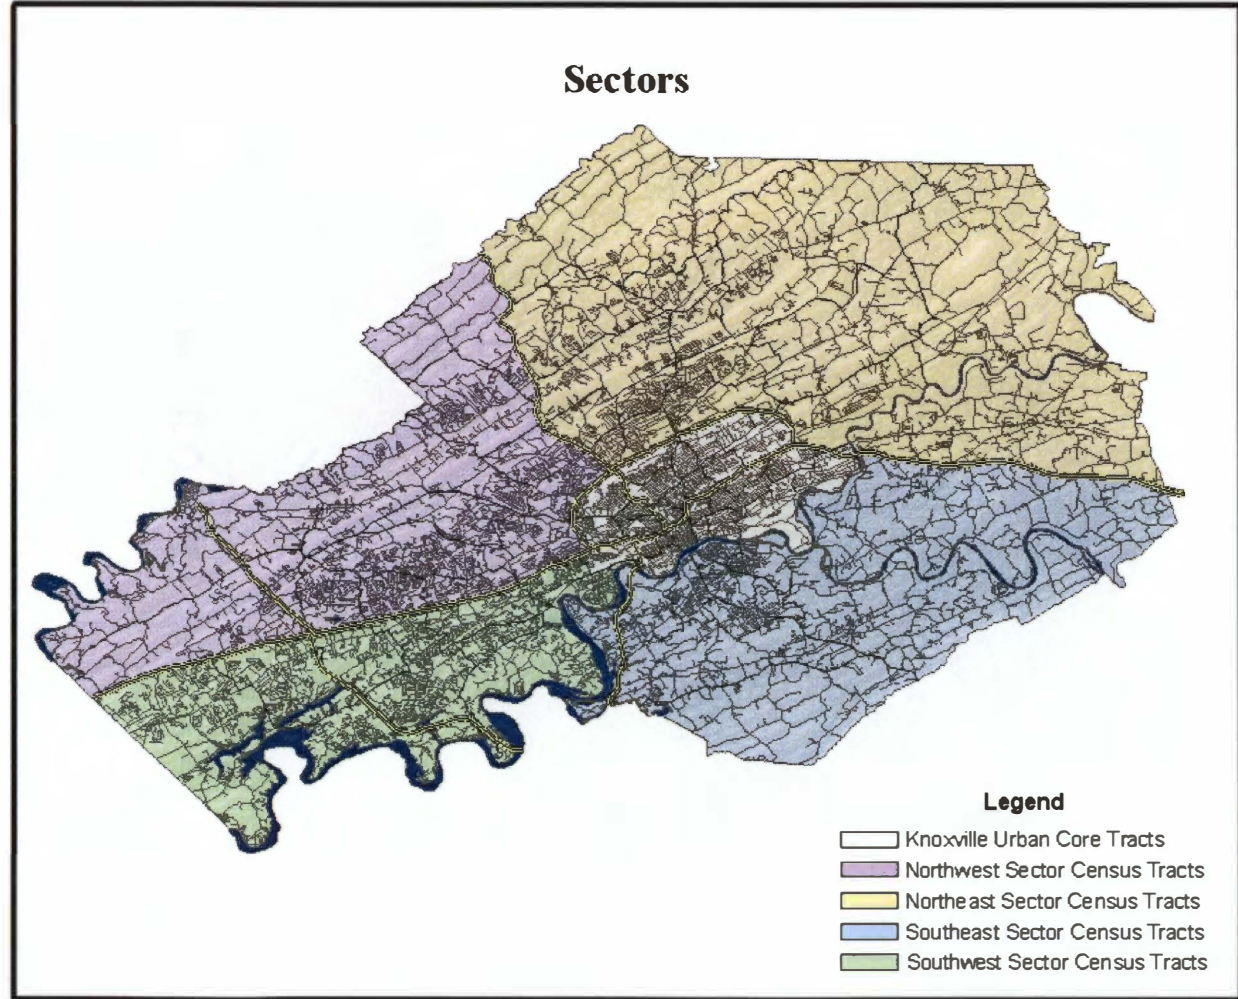 Sectors
Legend
Knoxville Urban Core Tracts
Northwest Sector Census Tracts
Northeast Sector Census Tracts
Southeast Sector Census Tracts
Southwest Sector Census Tracts